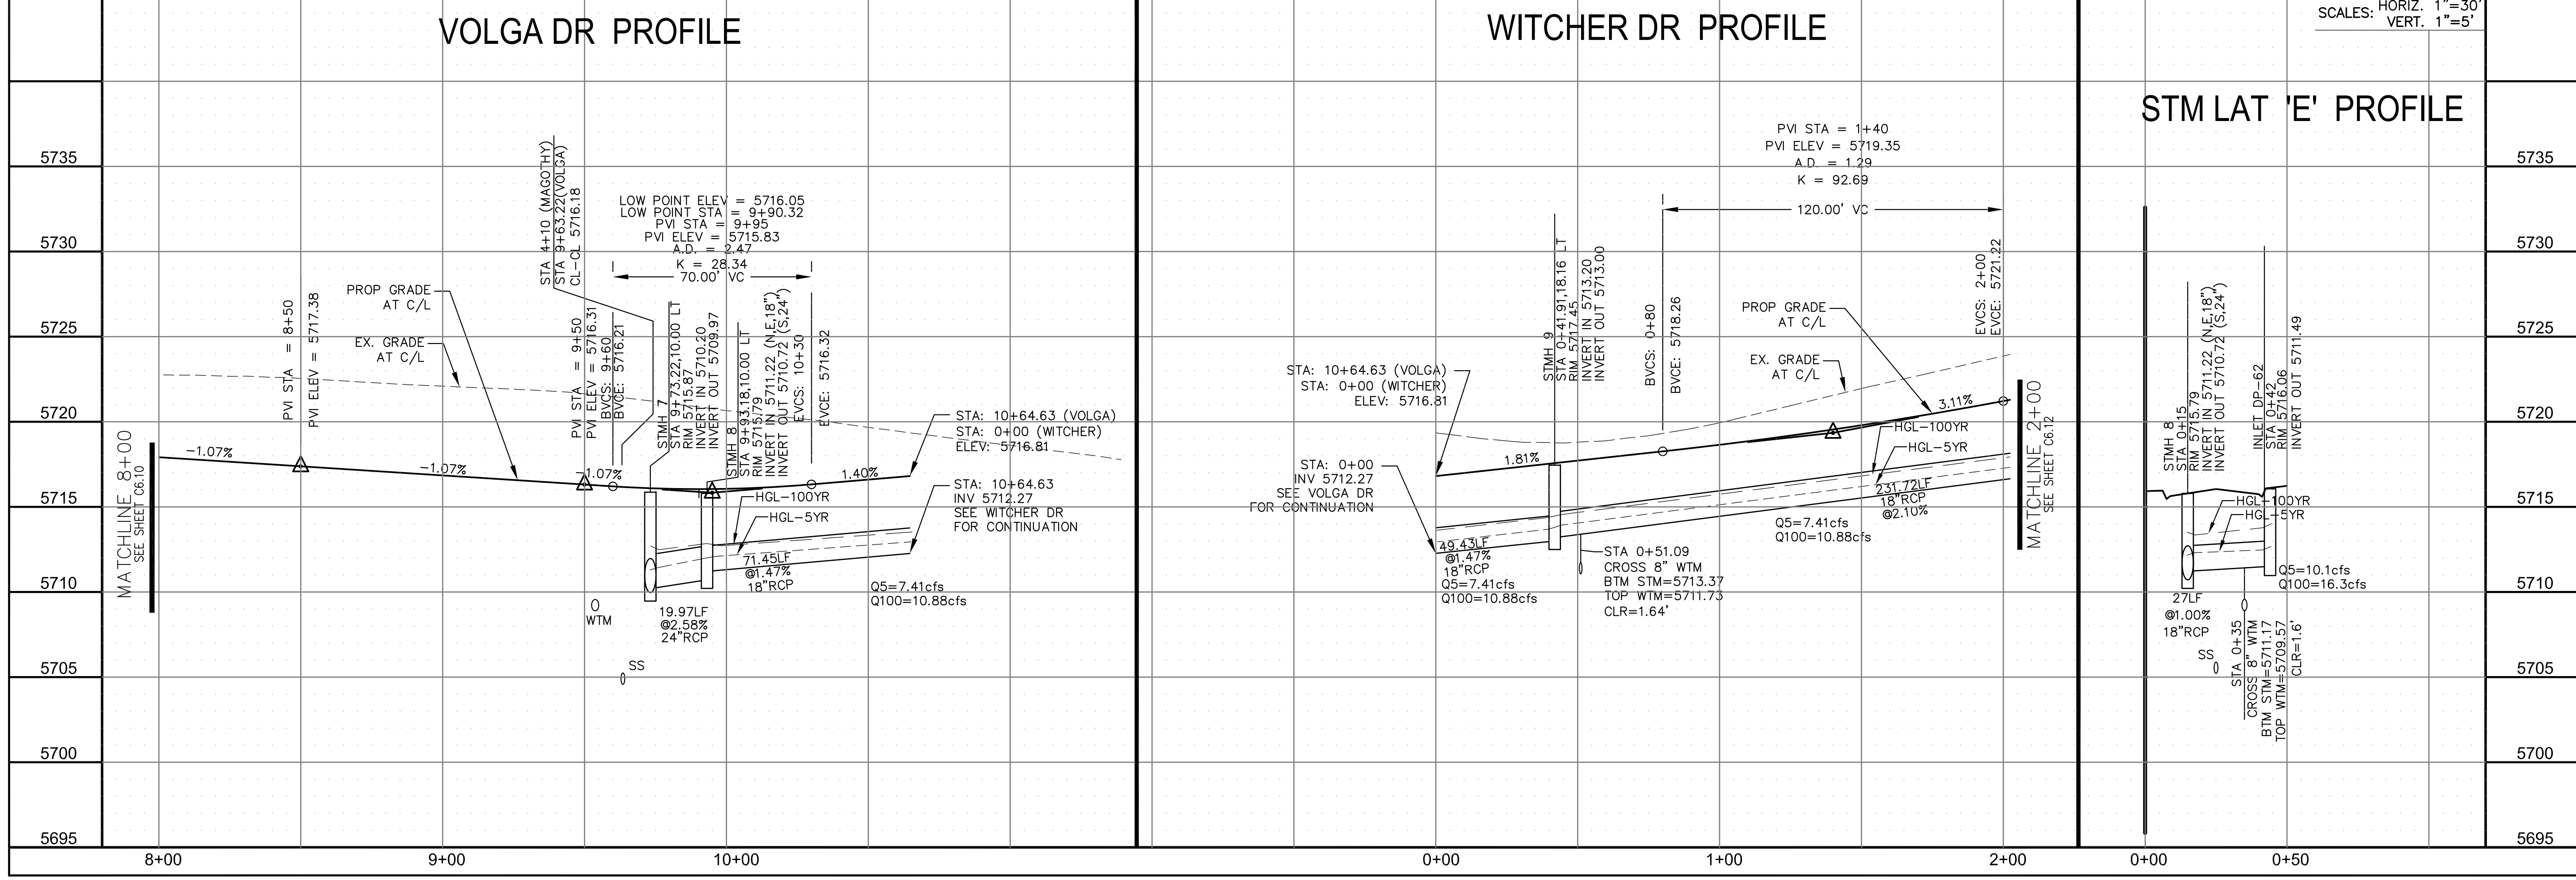 VOLGA DR PROFILE
5735
5730
5725
5720
5715
5710
5705
5700
5695
MATCHLINE 8+00
SEE SHEET C6.10
-1.07%
PVI STA = 8+50
PVI ELEV = 5717.38
PROP GRADE
AT C/L
EX. GRADE
AT C/L
-1.07%
STA 4+10 (MAGOTHY)
STA 9+63.22(VOLGA)
CL-CL 5716.18
LOW POINT ELEV = 5716.05
LOW POINT STA = 9+90.32
PVI STA = 9+95
PVI ELEV = 5715.83
A.D. = 2.47
K = 28.34
70.00' VC
PVI STA = 9+50
PVI ELEV = 5716.31
BVCS: 9+60
BVCE: 5716.21
-1.07%
STMH 7
STA 9+73.22,10.00 LT
RIM 5715.87
INVERT IN 5710.20
INVERT OUT 5709.97
STMH 8
STA 9+93.18,10.00 LT
RIM 5715.79
INVERT IN 5711.22 (N,E,18")
INVERT OUT 5710.72 (S,24")
EVCS: 10+30
EVCE: 5716.32
1.40%
STA: 10+64.63 (VOLGA)
STA: 0+00 (WITCHER)
ELEV: 5716.81
STA: 10+64.63
INV 5712.27
SEE WITCHER DR
FOR CONTINUATION
HGL-100YR
HGL-5YR
71.45LF
@1.47%
18"RCP
Q5=7.41cfs
Q100=10.88cfs
WTM
19.97LF
@2.58%
24"RCP
SS
8+00
9+00
10+00
WITCHER DR PROFILE
PVI STA = 1+40
PVI ELEV = 5719.35
A.D. = 1.29
K = 92.69
120.00' VC
STA: 10+64.63 (VOLGA)
STA: 0+00 (WITCHER)
ELEV: 5716.81
STA: 0+00
INV 5712.27
SEE VOLGA DR
FOR CONTINUATION
1.81%
STMH 9
STA 0+41.91,18.16 LT
RIM 5717.45
INVERT IN 5713.20
INVERT OUT 5713.00
BVCS: 0+80
BVCE: 5718.26
PROP GRADE
AT C/L
EX. GRADE
AT C/L
EVCS: 2+00
EVCE: 5721.22
3.11%
HGL-100YR
HGL-5YR
231.72LF
18"RCP
@2.10%
Q5=7.41cfs
Q100=10.88cfs
49.43LF
@1.47%
18"RCP
Q5=7.41cfs
Q100=10.88cfs
STA 0+51.09
CROSS 8" WTM
BTM STM=5713.37
TOP WTM=5711.73
CLR=1.64'
MATCHLINE 2+00
SEE SHEET C6.12
0+00
1+00
2+00
SCALES: HORIZ. 1"=30'
VERT. 1"=5'
STM LAT 'E' PROFILE
STMH 8
STA 0+15
RIM 5715.79
INVERT IN 5711.22 (N,E,18")
INVERT OUT 5710.72 (S,24")
INLET DP-62
STA 0+42
RIM 5716.06
INVERT OUT 5711.49
HGL-100YR
HGL-5YR
Q5=10.1cfs
Q100=16.3cfs
27LF
@1.00%
18"RCP
SS
STA 0+35
CROSS 8" WTM
BTM STM=5711.17
TOP WTM=5709.57
CLR=1.6'
0+00
0+50
5735
5730
5725
5720
5715
5710
5705
5700
5695